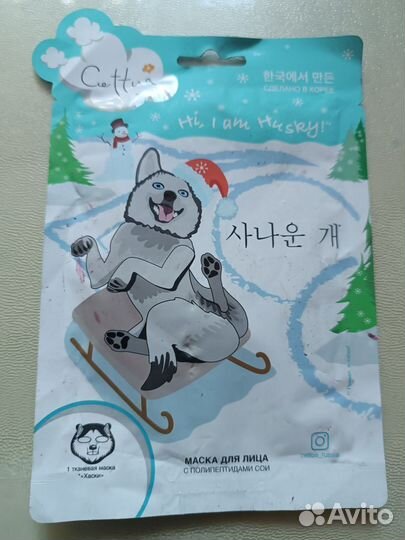 Cettua
한국에서 만든
СДЕЛАНО В КОРЕЕ
Hi, I am Husky!
사나운 개
1 тканевая маска
"Хаски"
МАСКА ДЛЯ ЛИЦА
С ПОЛИПЕПТИДАМИ СОИ
Avito